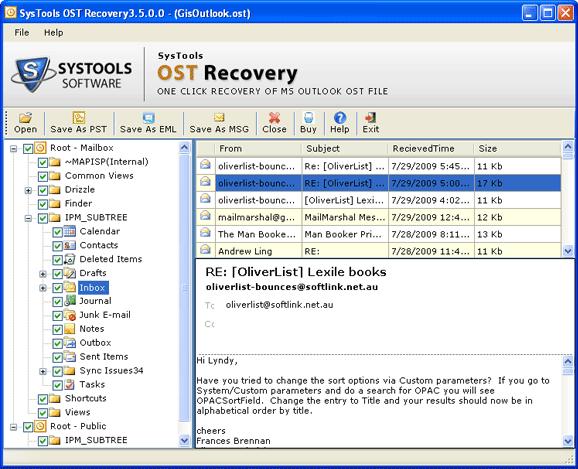 SysTools OST Recovery3.5.0.0 - (GisOutlook.ost)
File Help
SYSTOOLS
SOFTWARE
SysTools
OST Recovery
ONE CLICK RECOVERY OF MS OUTLOOK OST FILE
Open Save As PST Save As EML Save As MSG Close Buy Help Exit
Root - Mailbox
~MAPISP(Internal)
Common Views
Drizzle
Finder
IPM_SUBTREE
Calendar
Contacts
Deleted Items
Drafts
Inbox
Journal
Junk E-mail
Notes
Outbox
Sent Items
Sync Issues34
Tasks
Shortcuts
Views
Root - Public
IPM_SUBTREE
From Subject RecievedTime Size
oliverlist-bounc... Re: [OliverList] ... 7/29/2009 5:45... 11 Kb
oliverlist-bounc... RE: [OliverList] ... 7/29/2009 5:00... 17 Kb
oliverlist-bounc... [OliverList] Lexi... 7/29/2009 4:02... 11 Kb
mailmarshal@g... MailMarshal Mes... 7/29/2009 12:4... 12 Kb
The Man Booke... Man Booker Pri... 7/28/2009 8:11... 13 Kb
Andrew Ling RE: 7/28/2009 11:4... 11 Kb
RE: [OliverList] Lexile books
oliverlist-bounces@softlink.net.au
To oliverlist@softlink.net.au
Cc
Hi Lyndy,
Have you tried to change the sort options via Custom parameters? If you go to
System/Custom parameters and do a search for OPAC you will see
OPACSortField. Change the entry to Title and your results should now be in
alphabetical order by title.
cheers
Frances Brennan